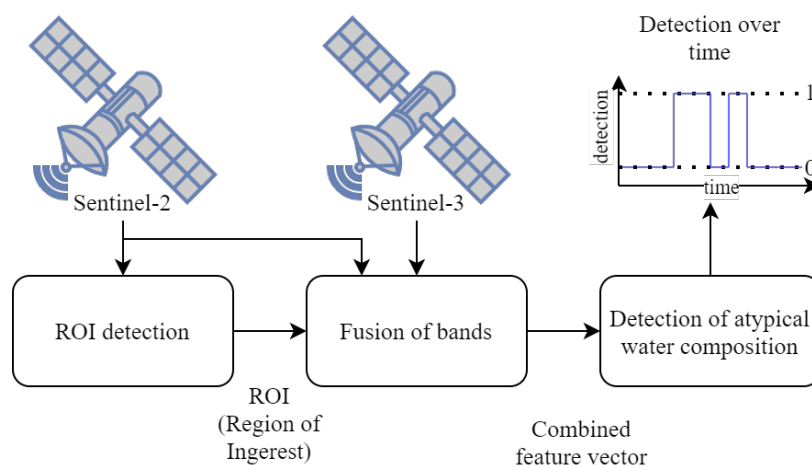 Detection over
time
1
detection
0
time
Sentinel-2
Sentinel-3
ROI detection
Fusion of bands
Detection of atypical
water composition
ROI
(Region of
Ingerest)
Combined
feature vector